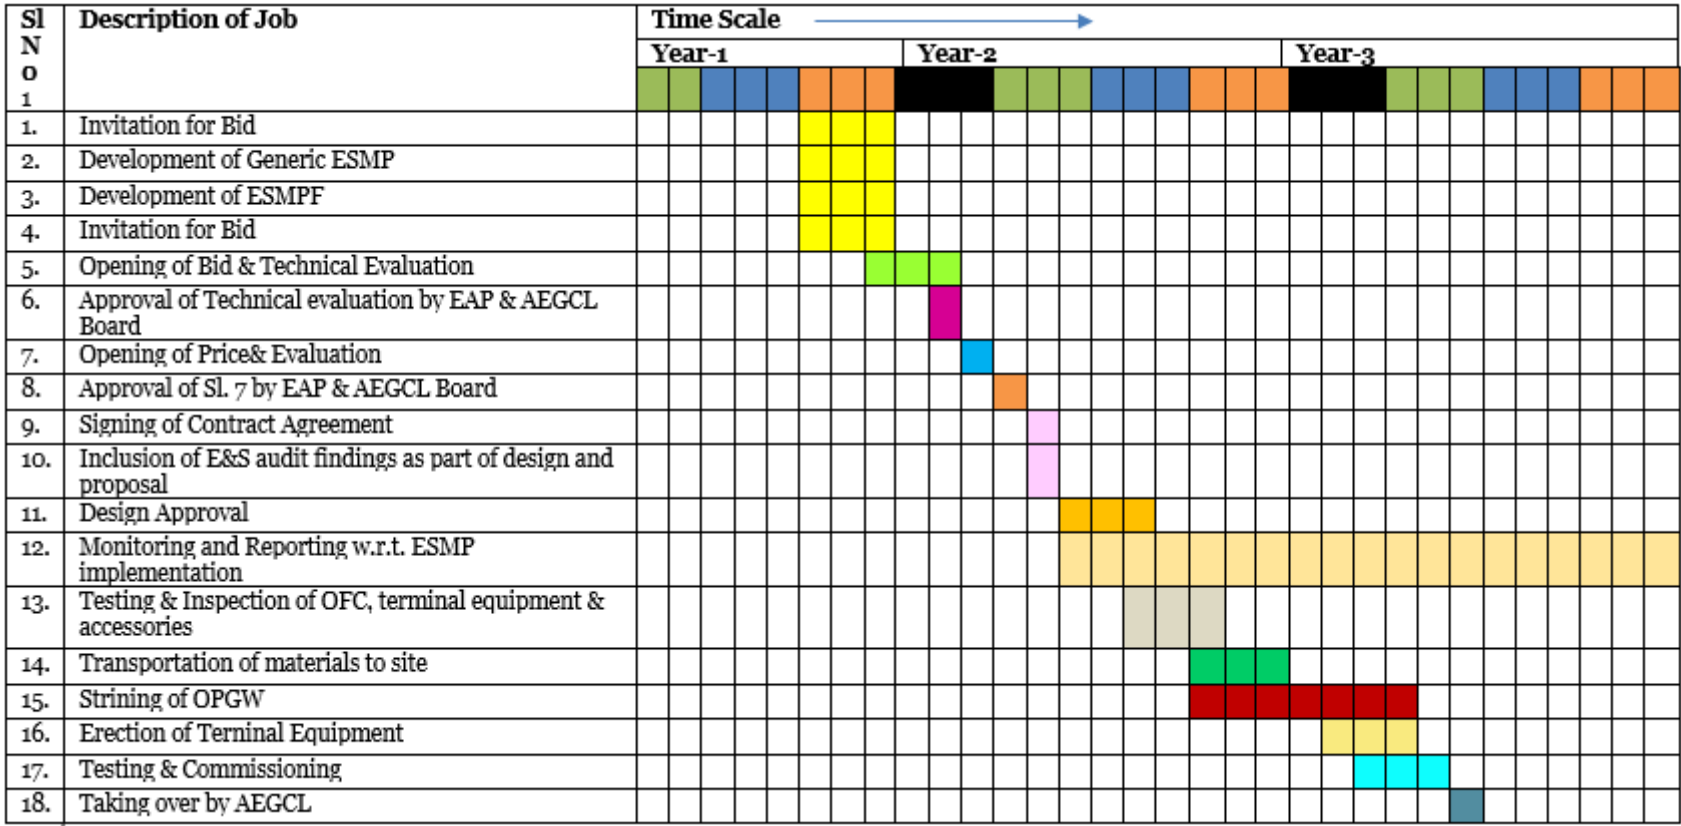 Sl
N
o
1
Description of Job
Time Scale
Year-1
Year-2
Year-3
1. Invitation for Bid
2. Development of Generic ESMP
3. Development of ESMPF
4. Invitation for Bid
5. Opening of Bid & Technical Evaluation
6. Approval of Technical evaluation by EAP & AEGCL
Board
7. Opening of Price& Evaluation
8. Approval of Sl. 7 by EAP & AEGCL Board
9. Signing of Contract Agreement
10. Inclusion of E&S audit findings as part of design and
proposal
11. Design Approval
12. Monitoring and Reporting w.r.t. ESMP
implementation
13. Testing & Inspection of OFC, terminal equipment &
accessories
14. Transportation of materials to site
15. Strining of OPGW
16. Erection of Terninal Equipment
17. Testing & Commissioning
18. Taking over by AEGCL